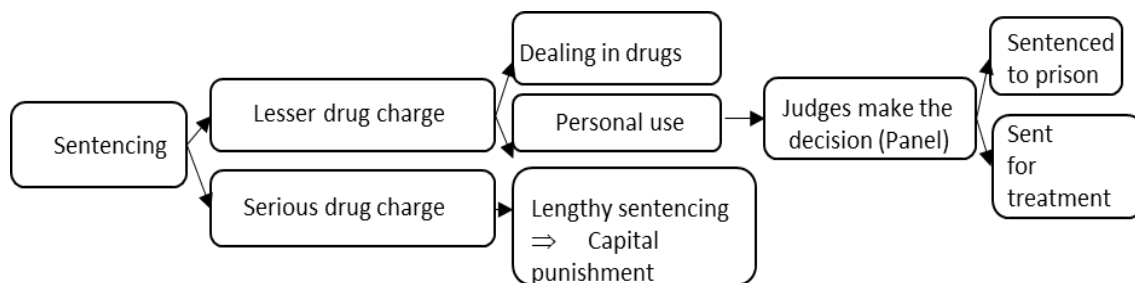 Sentencing
Lesser drug charge
Serious drug charge
Dealing in drugs
Personal use
Lengthy sentencing
⇒ Capital
punishment
Judges make the
decision (Panel)
Sentenced
to prison
Sent
for
treatment